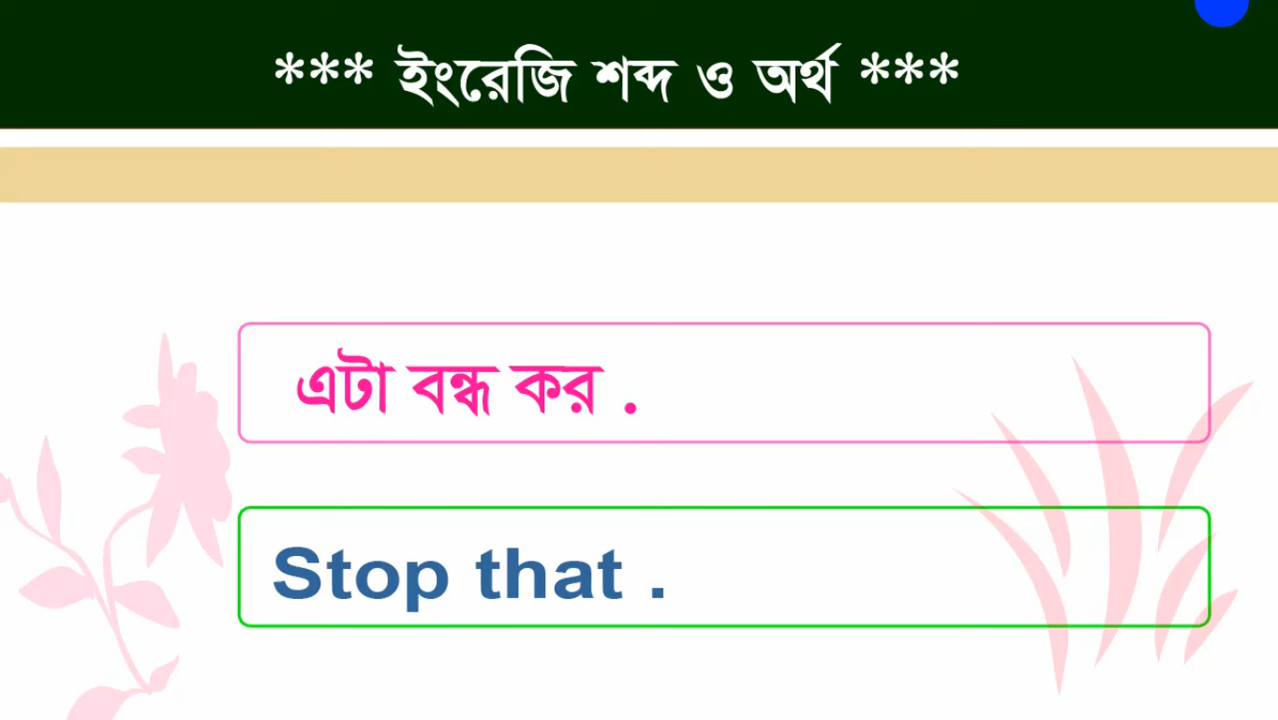 *** ইংরেজি শব্দ ও অর্থ ***
এটা বন্ধ কর .
Stop that .